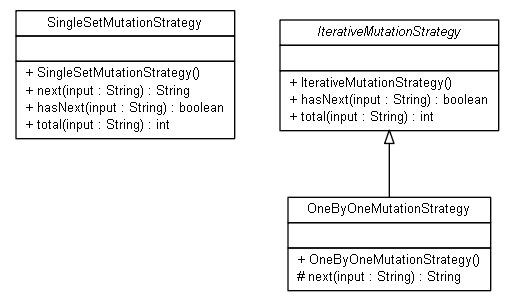 SingleSetMutationStrategy
+ SingleSetMutationStrategy()
+ next(input : String) : String
+ hasNext(input : String) : boolean
+ total(input : String) : int
IterativeMutationStrategy
+ IterativeMutationStrategy()
+ hasNext(input : String) : boolean
+ total(input : String) : int
OneByOneMutationStrategy
+ OneByOneMutationStrategy()
# next(input : String) : String